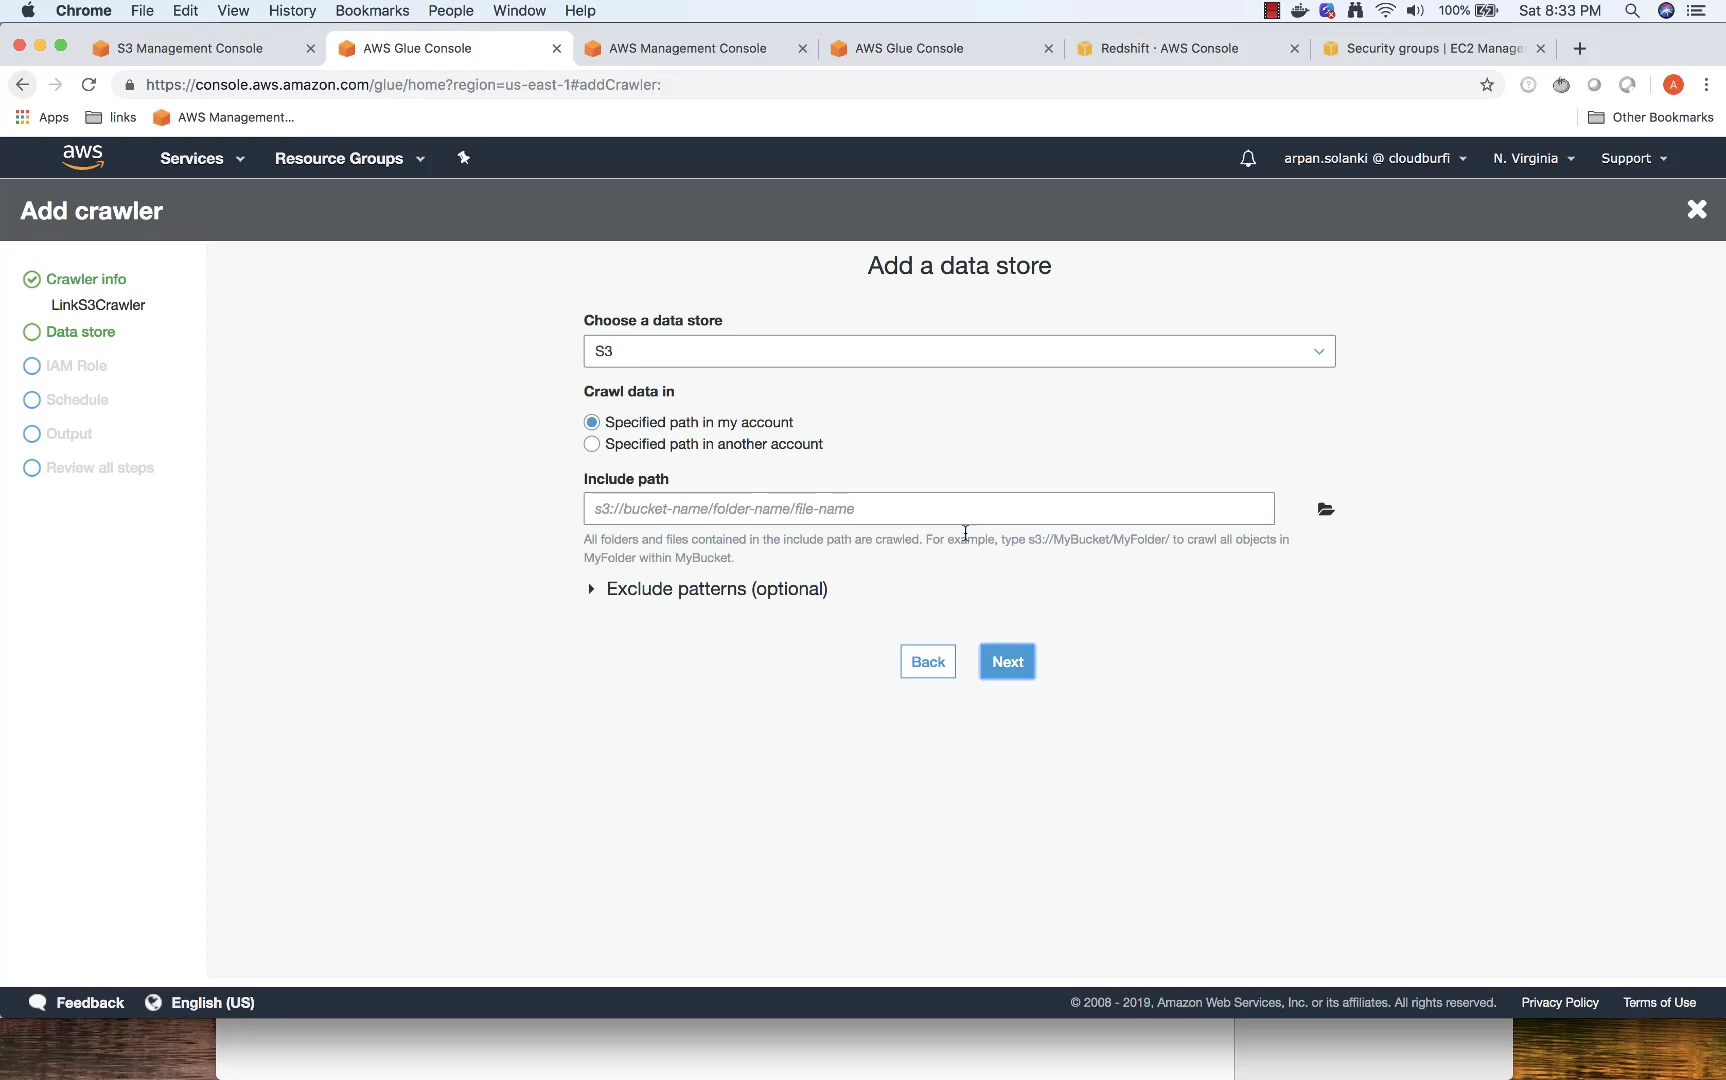 Chrome File Edit View History Bookmarks People Window Help 100% Sat 8:33 PM
S3 Management Console AWS Glue Console AWS Management Console AWS Glue Console Redshift · AWS Console Security groups | EC2 Manage
https://console.aws.amazon.com/glue/home?region=us-east-1#addCrawler: A
Apps links AWS Management... Other Bookmarks
aws Services Resource Groups arpan.solanki @ cloudburfi N. Virginia Support
Add crawler
Crawler info
LinkS3Crawler
Data store
IAM Role
Schedule
Output
Review all steps
Add a data store
Choose a data store
S3
Crawl data in
Specified path in my account
Specified path in another account
Include path
s3://bucket-name/folder-name/file-name
All folders and files contained in the include path are crawled. For example, type s3://MyBucket/MyFolder/ to crawl all objects in
MyFolder within MyBucket.
Exclude patterns (optional)
Back Next
Feedback English (US) © 2008 - 2019, Amazon Web Services, Inc. or its affiliates. All rights reserved. Privacy Policy Terms of Use